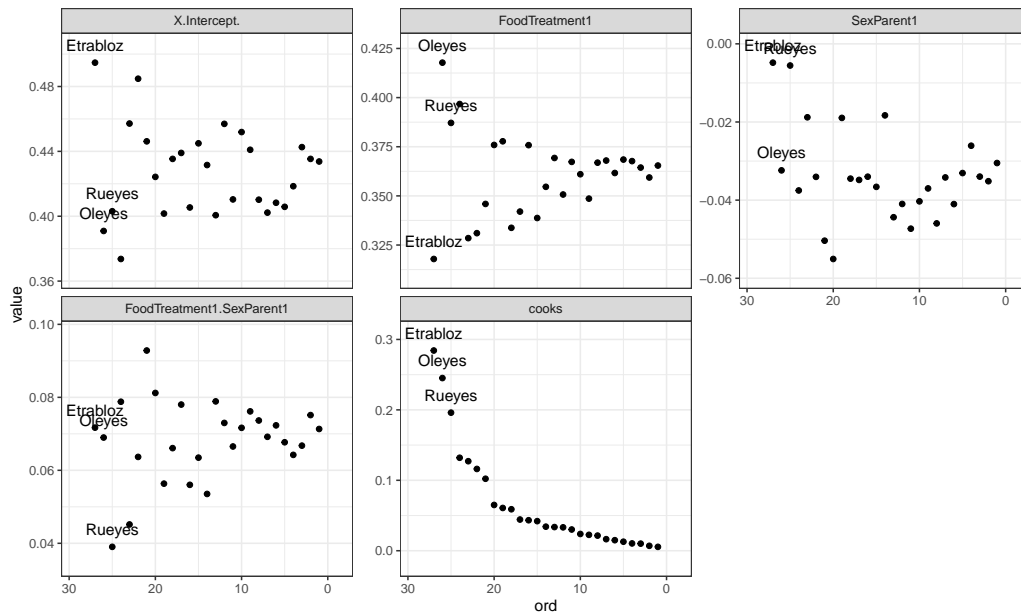 X.Intercept.
FoodTreatment1
SexParent1
Etrabloz
Rueyes
Oleyes
0.48
0.44
0.40
0.36
Oleyes
Rueyes
Etrabloz
0.425
0.400
0.375
0.350
0.325
Etrabloz
Rueyes
Oleyes
0.00
−0.02
−0.04
−0.06
30 20 10 0
value
FoodTreatment1.SexParent1
cooks
Etrabloz
Oleyes
Rueyes
0.10
0.08
0.06
0.04
30 20 10 0
Etrabloz
Oleyes
Rueyes
0.3
0.2
0.1
0.0
30 20 10 0
ord